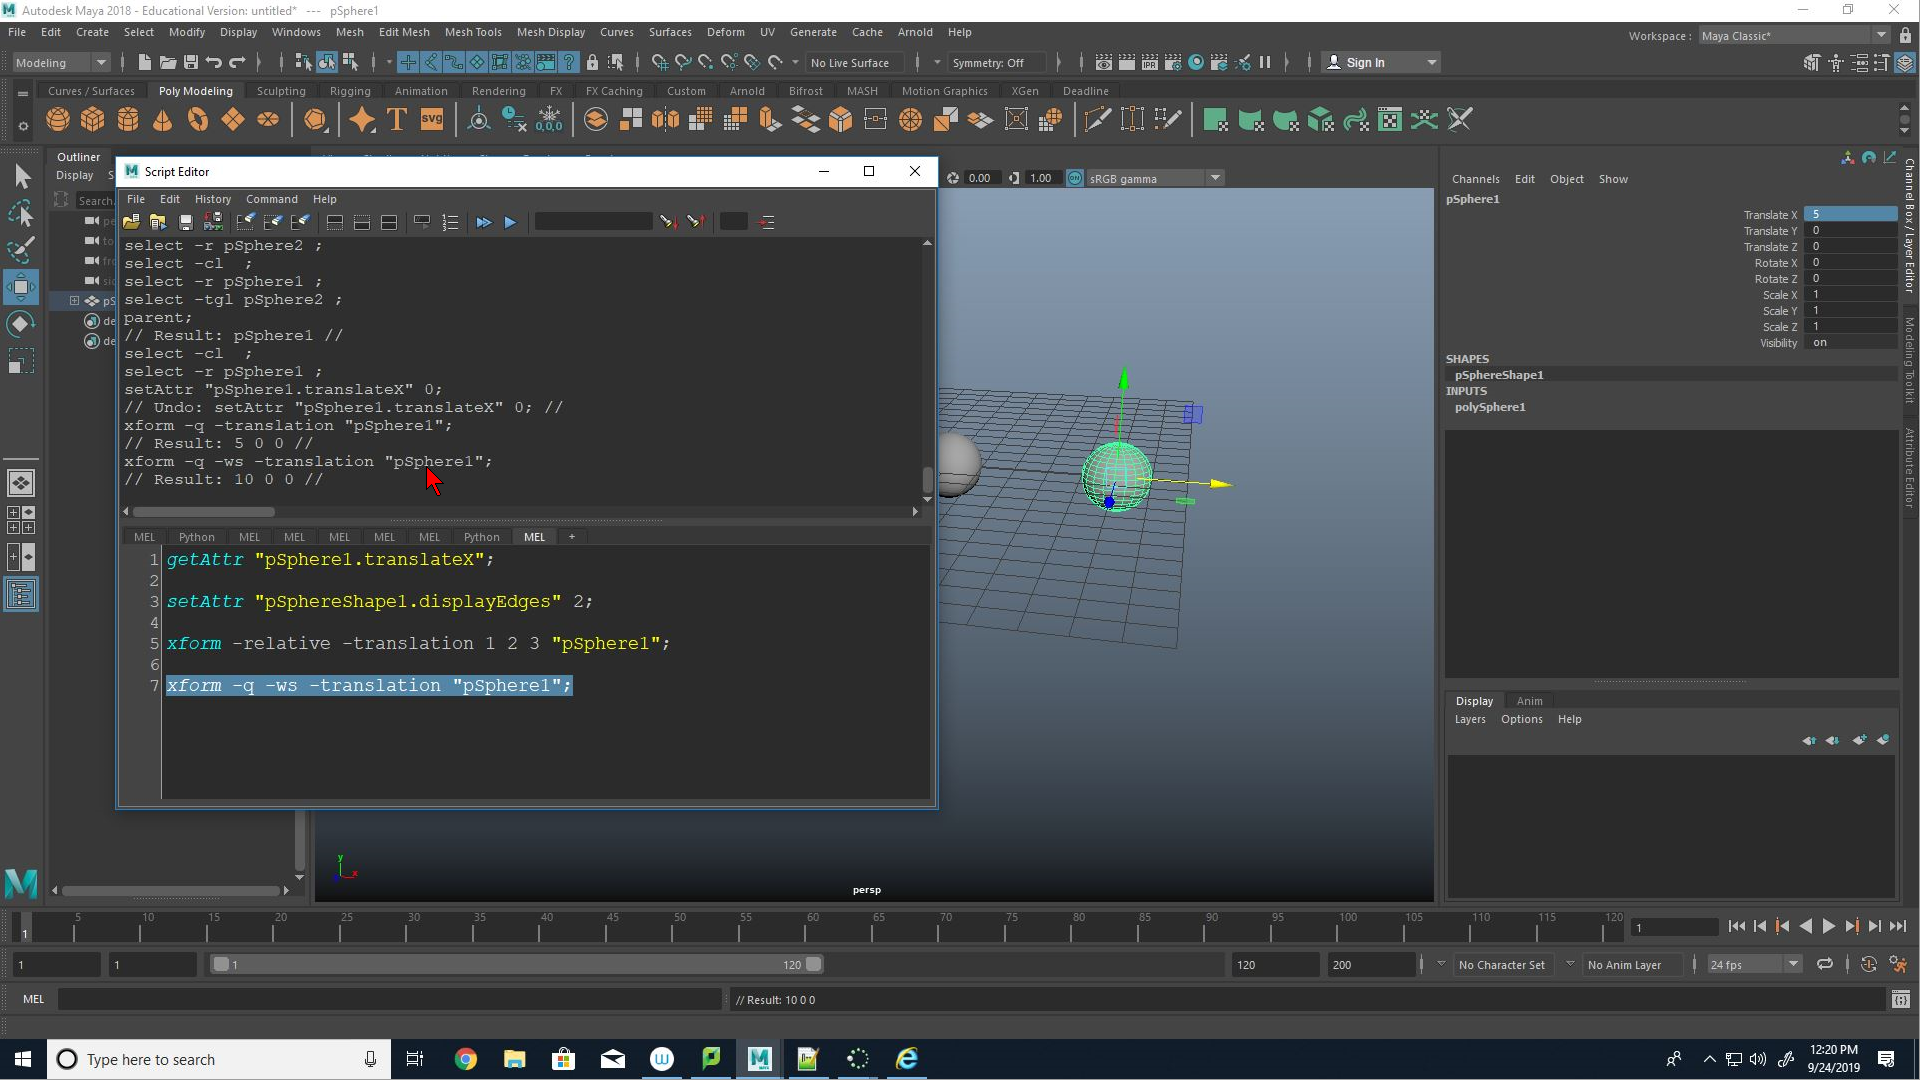 Autodesk Maya 2018 - Educational Version: untitled* --- pSphere1
File Edit Create Select Modify Display Windows Mesh Edit Mesh Mesh Tools Mesh Display Curves Surfaces Deform UV Generate Cache Arnold Help
Workspace : Maya Classic*
Modeling No Live Surface Symmetry: Off Sign In
Curves / Surfaces Poly Modeling Sculpting Rigging Animation Rendering FX FX Caching Custom Arnold Bifrost MASH Motion Graphics XGen Deadline
T svg 0,0,0 IPR
Outliner
Display
Search...
Script Editor
File Edit History Command Help
select -r pSphere2 ;
select -cl ;
select -r pSphere1 ;
select -tgl pSphere2 ;
parent;
// Result: pSphere1 //
select -cl ;
select -r pSphere1 ;
setAttr "pSphere1.translateX" 0;
// Undo: setAttr "pSphere1.translateX" 0; //
xform -q -translation "pSphere1";
// Result: 5 0 0 //
xform -q -ws -translation "pSphere1";
// Result: 10 0 0 //
MEL Python MEL MEL MEL MEL MEL Python MEL +
1 getAttr "pSphere1.translateX";
2
3 setAttr "pSphereShape1.displayEdges" 2;
4
5 xform -relative -translation 1 2 3 "pSphere1";
6
7 xform -q -ws -translation "pSphere1";
0.00 1.00 ON sRGB gamma
y
x
persp
Channels Edit Object Show
pSphere1
Translate X 5
Translate Y 0
Translate Z 0
Rotate X 0
Rotate Z 0
Scale X 1
Scale Y 1
Scale Z 1
Visibility on
SHAPES
pSphereShape1
INPUTS
polySphere1
Channel Box / Layer Editor
Modeling Toolkit
Attribute Editor
Display Anim
Layers Options Help
5 10 15 20 25 30 35 40 45 50 55 60 65 70 75 80 85 90 95 100 105 110 115 120
1 1
1 1 1 120 120 200 No Character Set No Anim Layer 24 fps
MEL // Result: 10 0 0
Type here to search
12:20 PM
9/24/2019